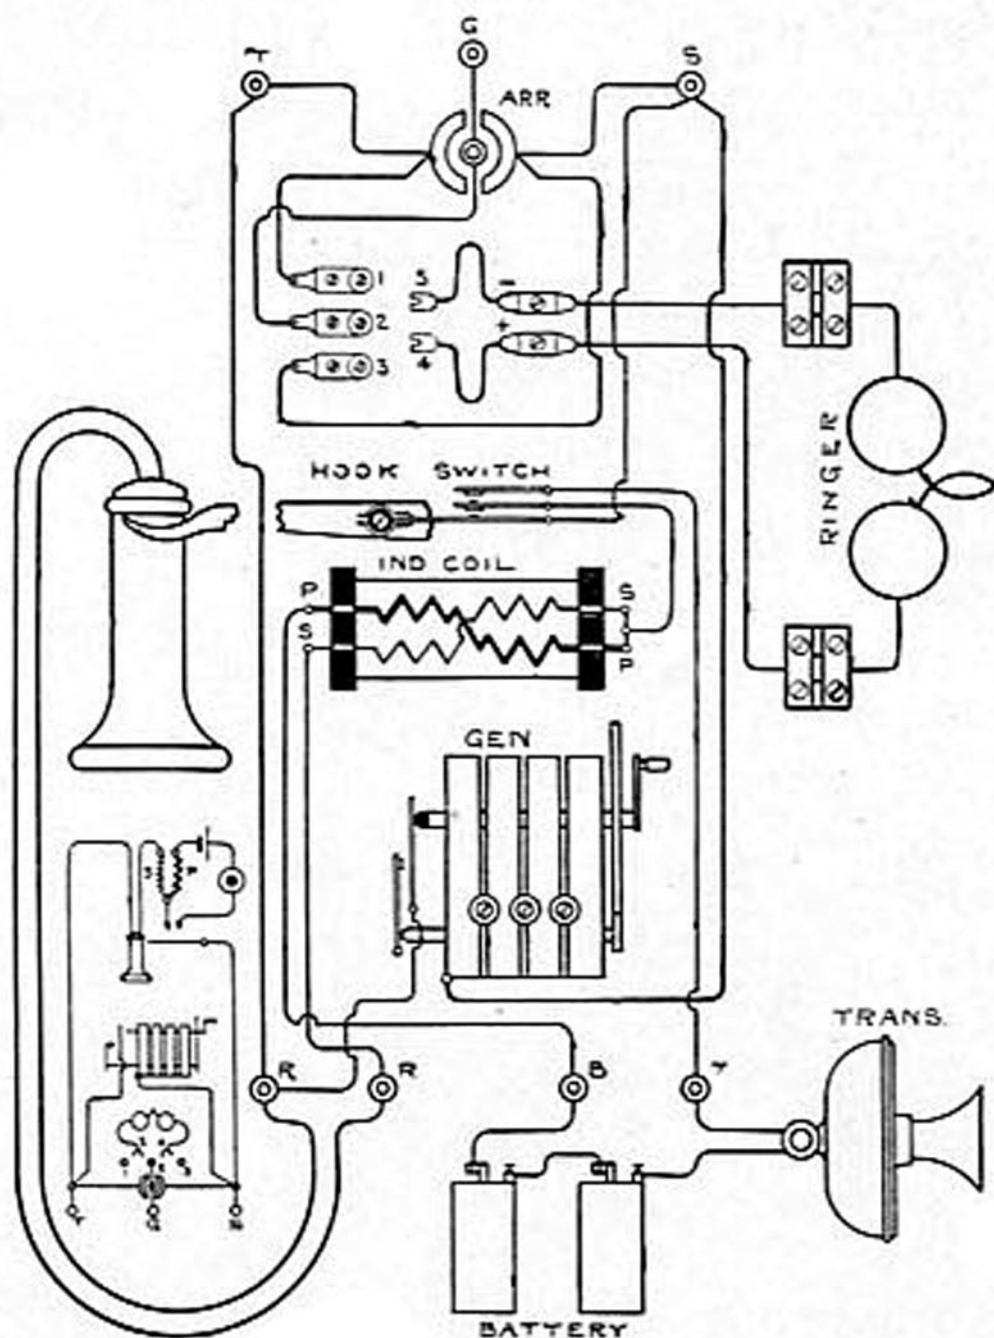 T G S
ARR
1
5 -
2
+
4
3
RINGER
HOOK SWITCH
IND COIL
P S
S P
GEN
S P
TRANS.
R R B T
BATTERY